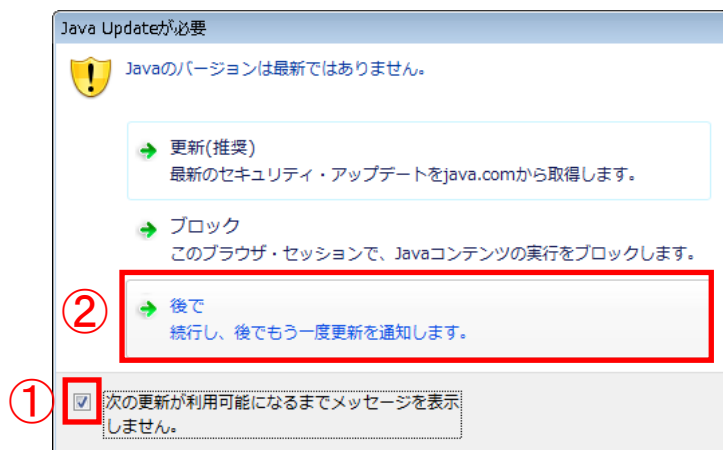 Java Updateが必要
Javaのバージョンは最新ではありません。
更新(推奨)
最新のセキュリティ・アップデートをjava.comから取得します。
ブロック
このブラウザ・セッションで、Javaコンテンツの実行をブロックします。
②
後で
続行し、後でもう一度更新を通知します。
①
次の更新が利用可能になるまでメッセージを表示
しません。